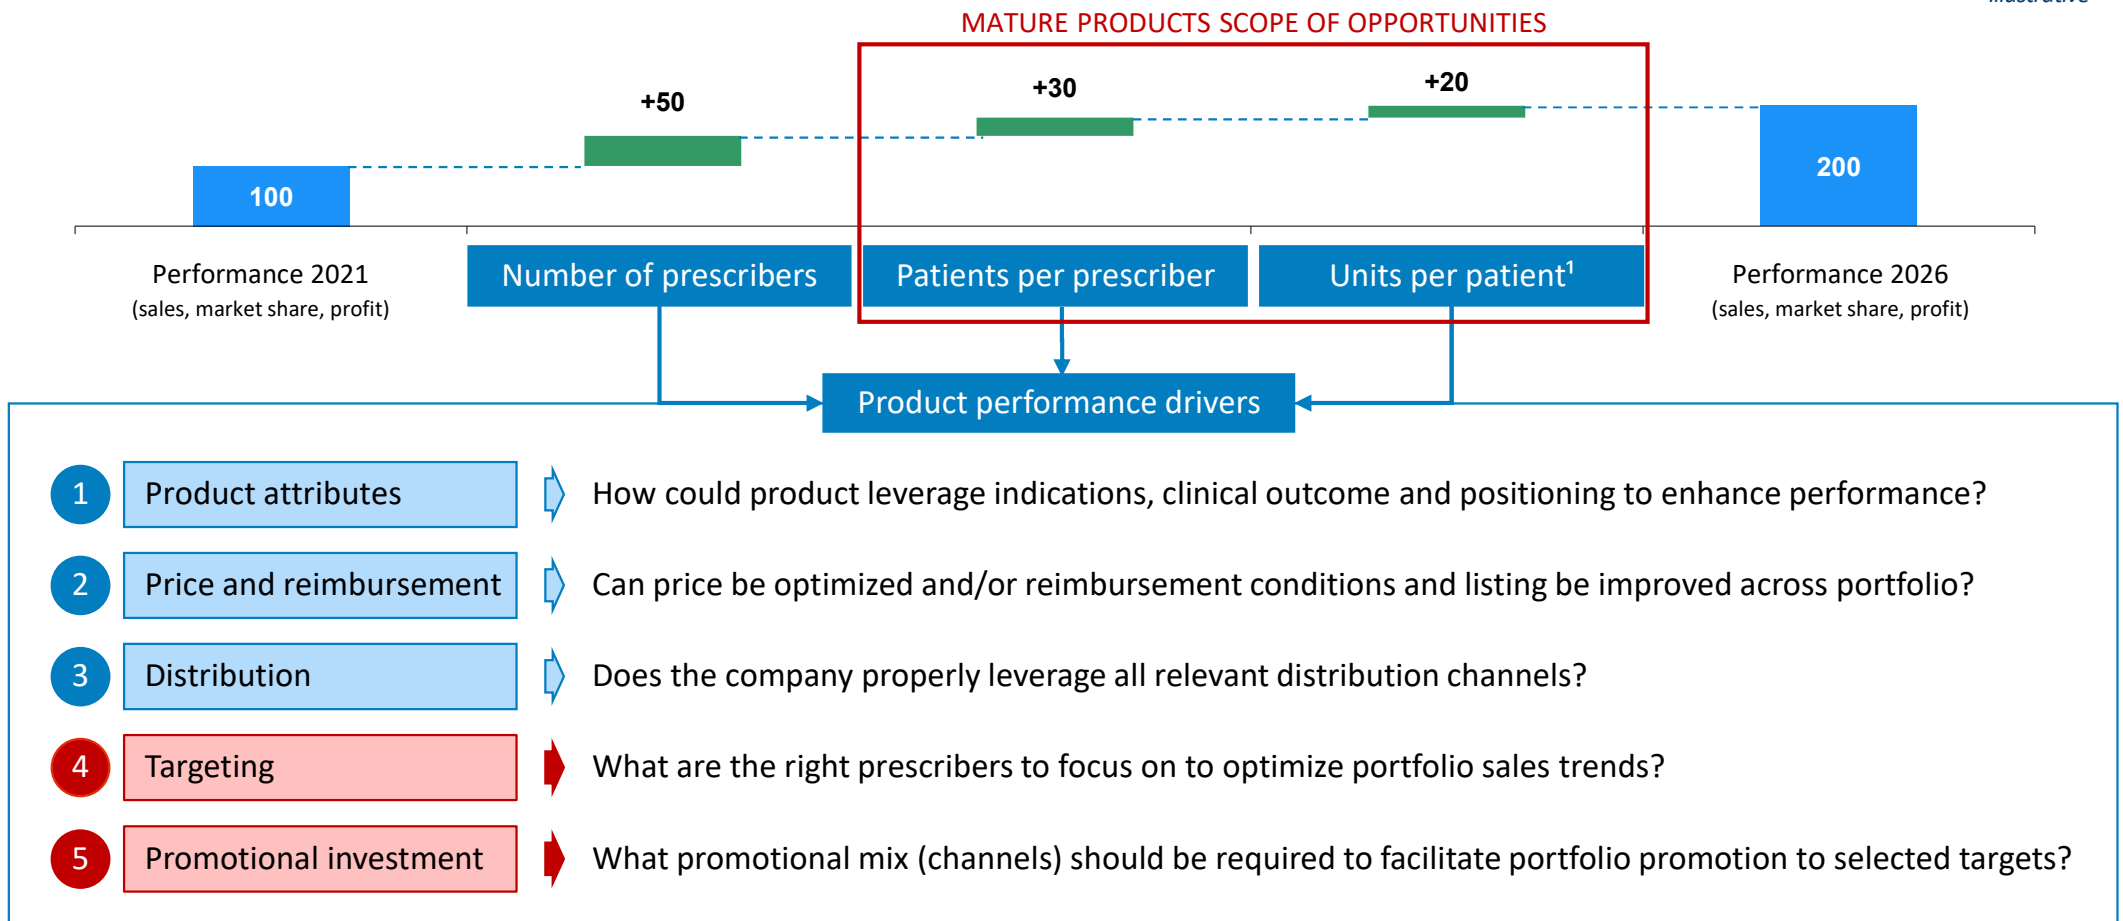 MATURE PRODUCTS SCOPE OF OPPORTUNITIES
+50
+30
+20
100
200
Performance 2021
(sales, market share, profit)
Number of prescribers
Patients per prescriber
Units per patient¹
Performance 2026
(sales, market share, profit)
Product performance drivers
1 Product attributes How could product leverage indications, clinical outcome and positioning to enhance performance?
2 Price and reimbursement Can price be optimized and/or reimbursement conditions and listing be improved across portfolio?
3 Distribution Does the company properly leverage all relevant distribution channels?
4 Targeting What are the right prescribers to focus on to optimize portfolio sales trends?
5 Promotional investment What promotional mix (channels) should be required to facilitate portfolio promotion to selected targets?